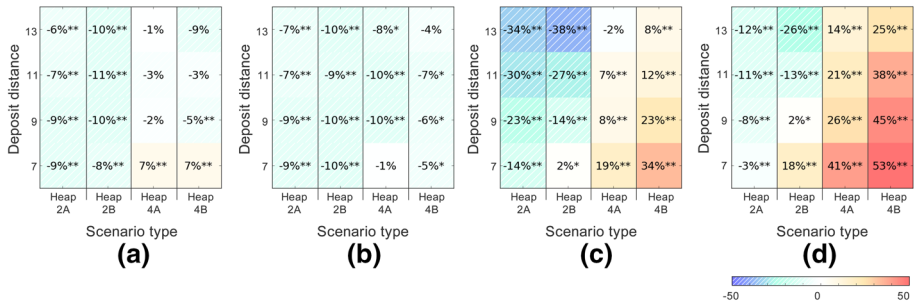 Deposit distance
13 -6%** -10%** -1% -9%
11 -7%** -11%** -3% -3%
9 -9%** -10%** -2% -5%**
7 -9%** -8%** 7%** 7%**
Heap 2A Heap 2B Heap 4A Heap 4B
Scenario type
(a)
Deposit distance
13 -7%** -10%** -8%* -4%
11 -7%** -9%** -10%** -7%*
9 -9%** -10%** -10%** -6%*
7 -9%** -10%** -1% -5%*
Heap 2A Heap 2B Heap 4A Heap 4B
Scenario type
(b)
Deposit distance
13 -34%** -38%** -2% 8%**
11 -30%** -27%** 7%** 12%**
9 -23%** -14%** 8%** 23%**
7 -14%** 2%* 19%** 34%**
Heap 2A Heap 2B Heap 4A Heap 4B
Scenario type
(c)
Deposit distance
13 -12%** -26%** 14%** 25%**
11 -11%** -13%** 21%** 38%**
9 -8%** 2%* 26%** 45%**
7 -3%** 18%** 41%** 53%**
Heap 2A Heap 2B Heap 4A Heap 4B
Scenario type
(d)
-50 0 50